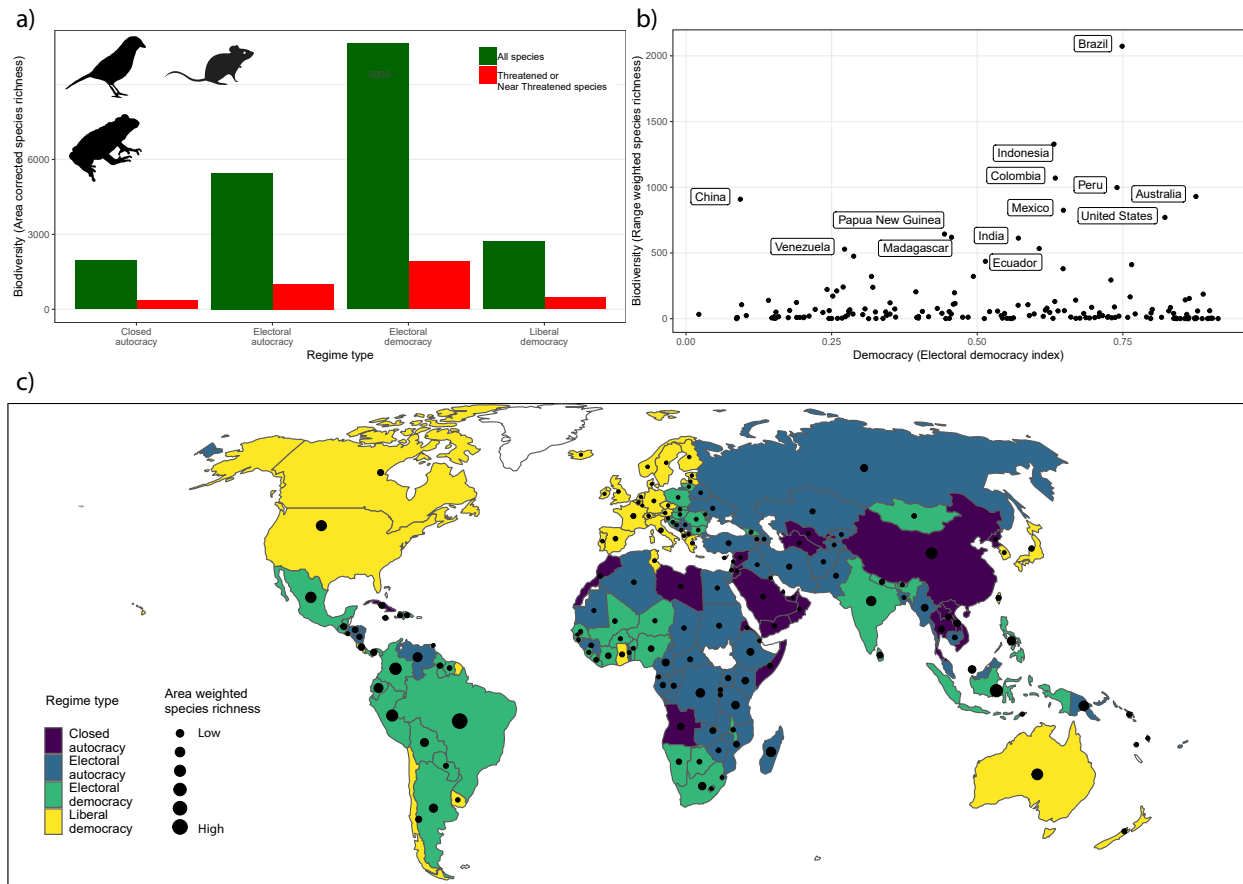 a)
Biodiversity (Area corrected species richness)
9000
6000
3000
0
All species
Threatened or
Near Threatened species
Closed
autocracy
Electoral
autocracy
Electoral
democracy
Liberal
democracy
Regime type
b)
Biodiversity (Range weighted species richness)
2000
1500
1000
500
0
Brazil
Indonesia
Colombia
Peru
Australia
China
Mexico
United States
Papua New Guinea
India
Venezuela
Madagascar
Ecuador
0.00
0.25
0.50
0.75
Democracy (Electoral democracy index)
c)
Regime type
Closed
autocracy
Electoral autocracy
Electoral
democracy
Liberal
democracy
Area weighted
species richness
Low
High